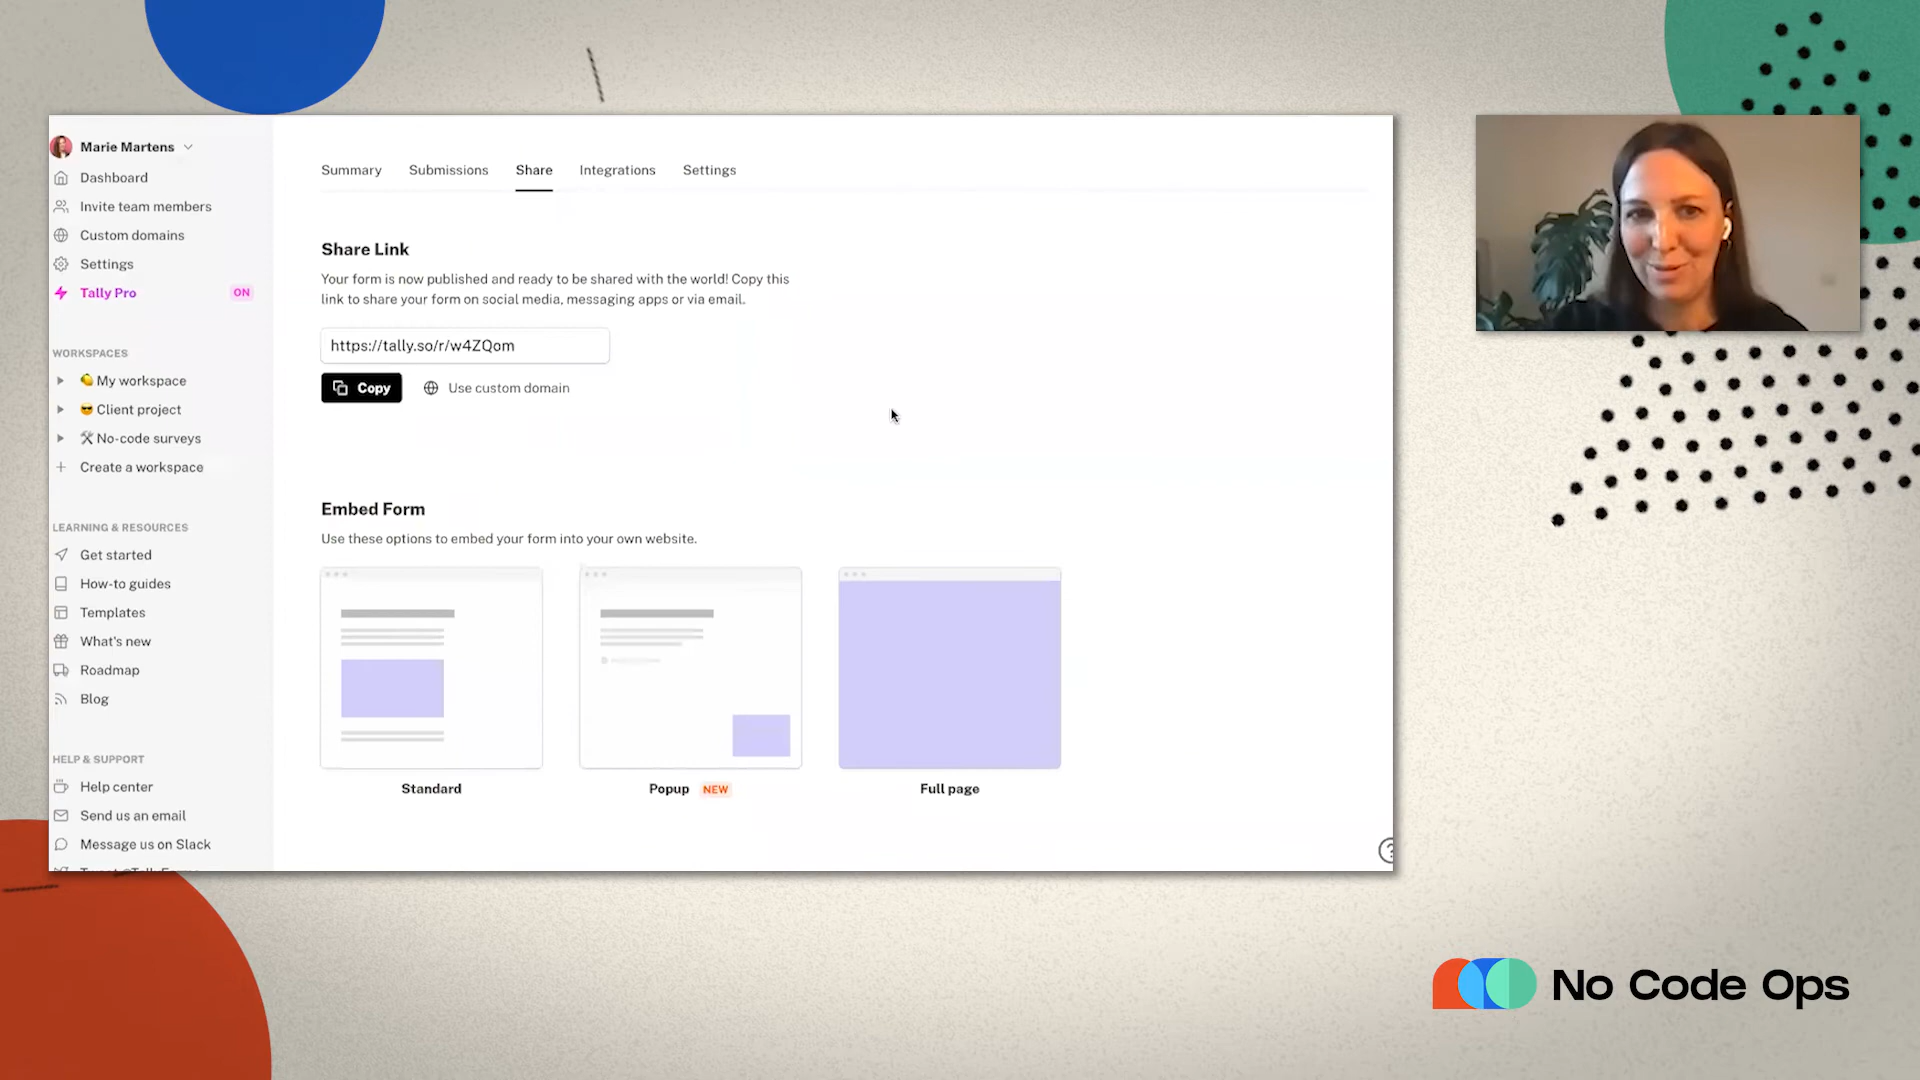 Marie Martens
Dashboard
Invite team members
Custom domains
Settings
Tally Pro ON
WORKSPACES
My workspace
Client project
No-code surveys
Create a workspace
LEARNING & RESOURCES
Get started
How-to guides
Templates
What's new
Roadmap
Blog
HELP & SUPPORT
Help center
Send us an email
Message us on Slack
Summary Submissions Share Integrations Settings
Share Link
Your form is now published and ready to be shared with the world! Copy this
link to share your form on social media, messaging apps or via email.
https://tally.so/r/w4ZQom
Copy Use custom domain
Embed Form
Use these options to embed your form into your own website.
Standard Popup NEW Full page
?
No Code Ops